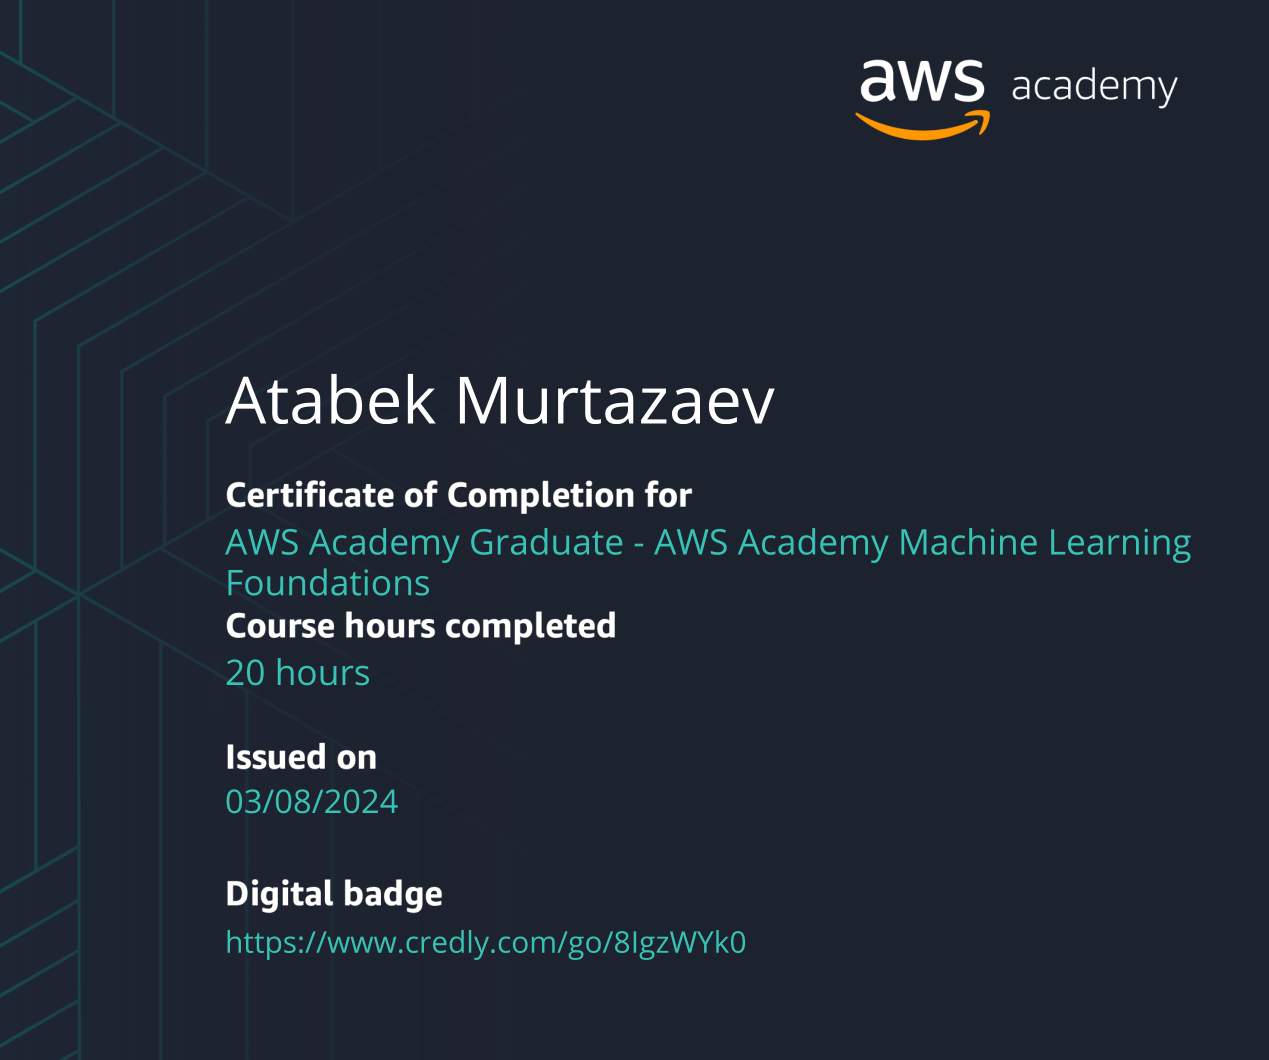 aws academy
Atabek Murtazaev
Certificate of Completion for
AWS Academy Graduate - AWS Academy Machine Learning
Foundations
Course hours completed
20 hours
Issued on
03/08/2024
Digital badge
https://www.credly.com/go/8IgzWYk0